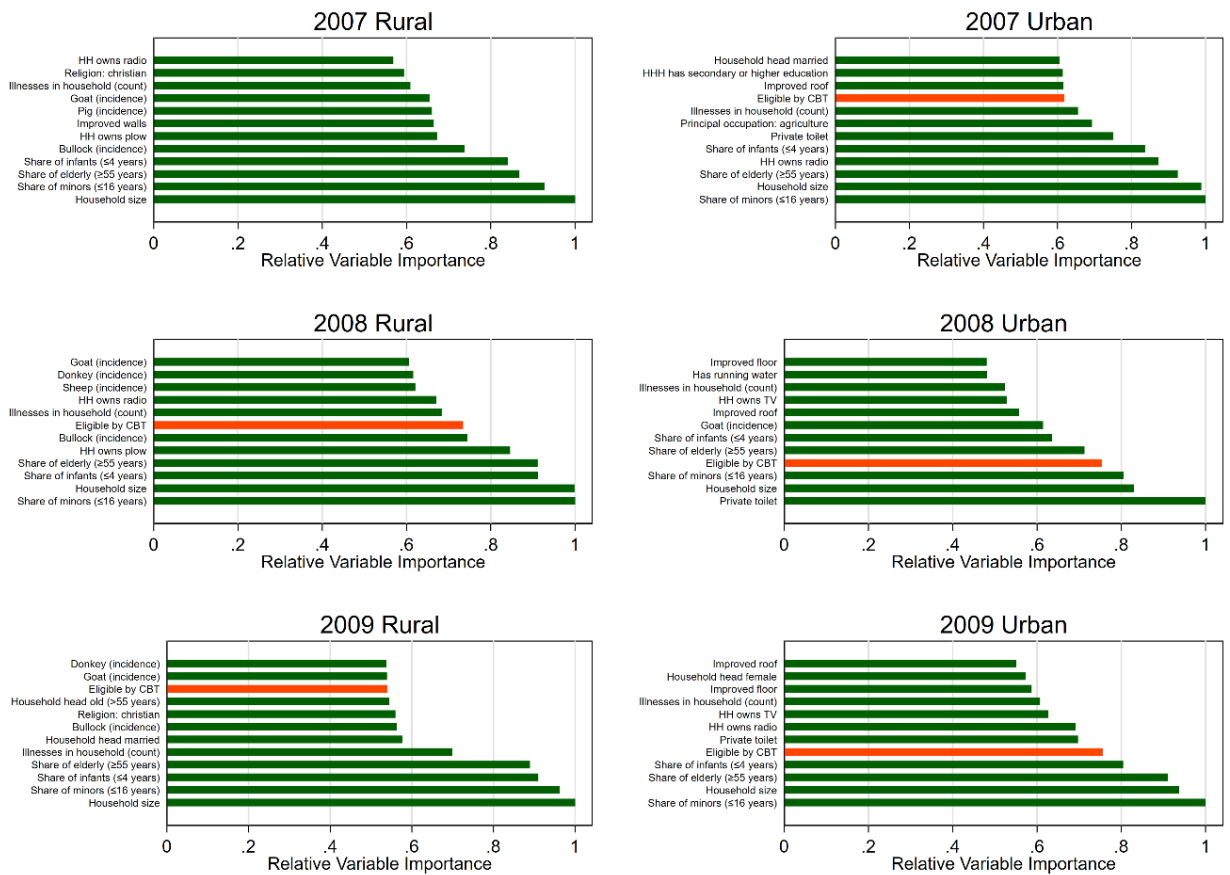 2007 Rural
HH owns radio
Religion: christian
Illnesses in household (count)
Goat (incidence)
Pig (incidence)
Improved walls
HH owns plow
Bullock (incidence)
Share of infants (≤4 years)
Share of elderly (≥55 years)
Share of minors (≤16 years)
Household size
0 .2 .4 .6 .8 1
Relative Variable Importance
2007 Urban
Household head married
HHH has secondary or higher education
Improved roof
Eligible by CBT
Illnesses in household (count)
Principal occupation: agriculture
Private toilet
Share of infants (≤4 years)
HH owns radio
Share of elderly (≥55 years)
Household size
Share of minors (≤16 years)
0 .2 .4 .6 .8 1
Relative Variable Importance
2008 Rural
Goat (incidence)
Donkey (incidence)
Sheep (incidence)
HH owns radio
Illnesses in household (count)
Eligible by CBT
Bullock (incidence)
HH owns plow
Share of elderly (≥55 years)
Share of infants (≤4 years)
Household size
Share of minors (≤16 years)
0 .2 .4 .6 .8 1
Relative Variable Importance
2008 Urban
Improved floor
Has running water
Illnesses in household (count)
HH owns TV
Improved roof
Goat (incidence)
Share of infants (≤4 years)
Share of elderly (≥55 years)
Eligible by CBT
Share of minors (≤16 years)
Household size
Private toilet
0 .2 .4 .6 .8 1
Relative Variable Importance
2009 Rural
Donkey (incidence)
Goat (incidence)
Eligible by CBT
Household head old (>55 years)
Religion: christian
Bullock (incidence)
Household head married
Illnesses in household (count)
Share of elderly (≥55 years)
Share of infants (≤4 years)
Share of minors (≤16 years)
Household size
0 .2 .4 .6 .8 1
Relative Variable Importance
2009 Urban
Improved roof
Household head female
Improved floor
Illnesses in household (count)
HH owns TV
HH owns radio
Private toilet
Eligible by CBT
Share of infants (≤4 years)
Share of elderly (≥55 years)
Household size
Share of minors (≤16 years)
0 .2 .4 .6 .8 1
Relative Variable Importance